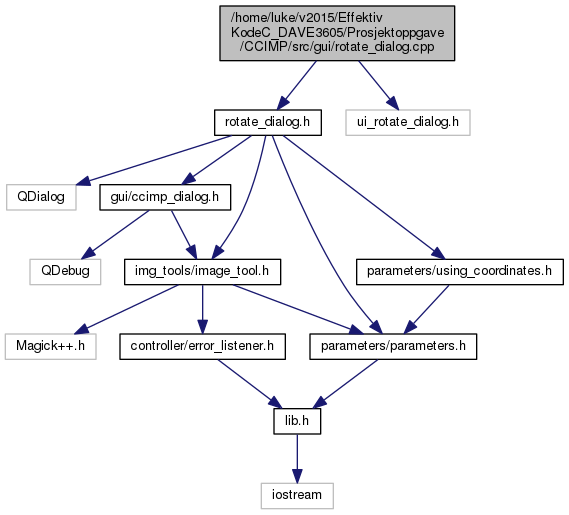 /home/luke/v2015/Effektiv
KodeC_DAVE3605/Prosjektoppgave
/CCIMP/src/gui/rotate_dialog.cpp
rotate_dialog.h
ui_rotate_dialog.h
QDialog
gui/ccimp_dialog.h
QDebug
img_tools/image_tool.h
parameters/using_coordinates.h
Magick++.h
controller/error_listener.h
parameters/parameters.h
lib.h
iostream